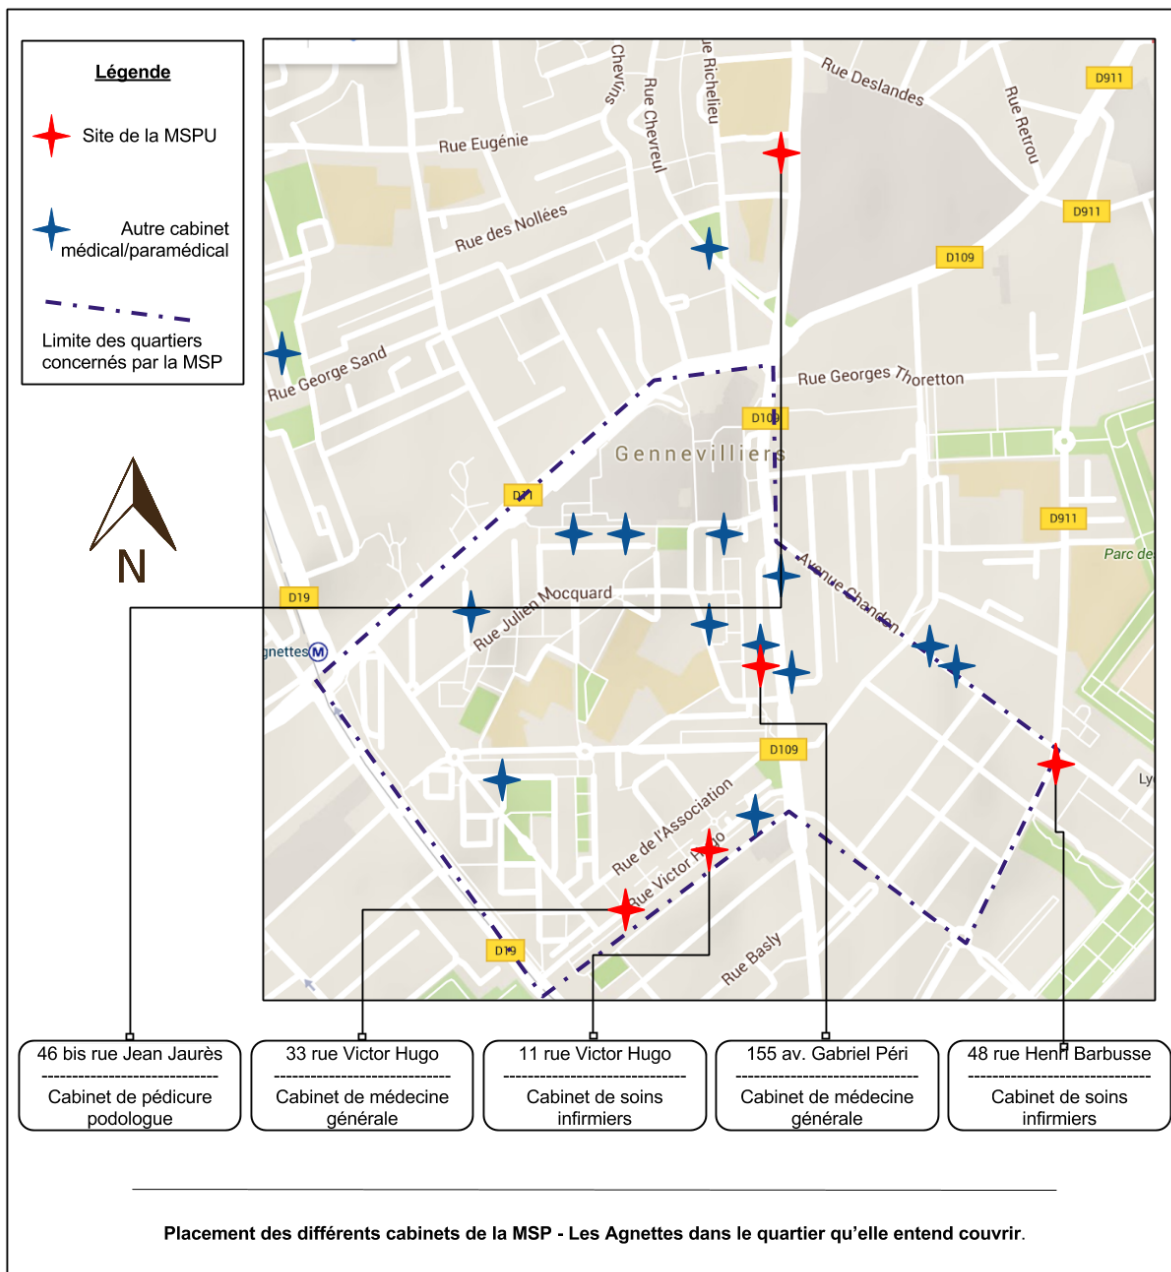 Légende
Site de la MSPU
Autre cabinet
médical/paramédical
Limite des quartiers
concernés par la MSP
N
Chevrins
Rue Chevreul
ue Richelieu
Rue Deslandes
D911
Rue Retrou
Rue Eugénie
D911
Rue des Nollées
D109
Rue George Sand
Rue Georges Thoretton
D109
Gennevilliers
D71
D911
Parc de
Avenue Chandon
D19
Rue Julien Mocquard
gnettes M
D109
Ly
Rue de l'Association
Rue Victor Hugo
D19
Rue Basly
46 bis rue Jean Jaurès
-----------------------------
Cabinet de pédicure
podologue
33 rue Victor Hugo
-----------------------------
Cabinet de médecine
générale
11 rue Victor Hugo
-----------------------------
Cabinet de soins
infirmiers
155 av. Gabriel Péri
-----------------------------
Cabinet de médecine
générale
48 rue Henri Barbusse
-----------------------------
Cabinet de soins
infirmiers
Placement des différents cabinets de la MSP - Les Agnettes dans le quartier qu'elle entend couvrir.